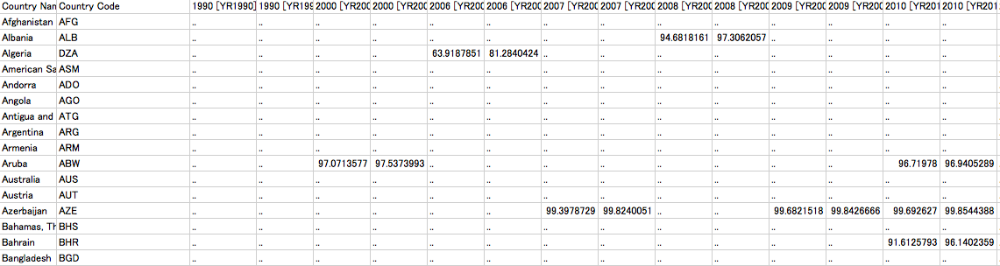 Country Nam Country Code 1990 [YR1990] 1990 [YR199 2000 [YR200 2000 [YR200 2006 [YR200 2006 [YR200 2007 [YR200 2007 [YR200 2008 [YR200 2008 [YR200 2009 [YR200 2009 [YR200 2010 [YR201 2010 [YR201
Afghanistan AFG .. .. .. .. .. .. .. .. .. .. .. .. .. ..
Albania ALB .. .. .. .. .. .. .. .. 94.6818161 97.3062057 .. .. .. ..
Algeria DZA .. .. .. .. 63.9187851 81.2840424 .. .. .. .. .. .. .. ..
American Sa ASM .. .. .. .. .. .. .. .. .. .. .. .. .. ..
Andorra ADO .. .. .. .. .. .. .. .. .. .. .. .. .. ..
Angola AGO .. .. .. .. .. .. .. .. .. .. .. .. .. ..
Antigua and ATG .. .. .. .. .. .. .. .. .. .. .. .. .. ..
Argentina ARG .. .. .. .. .. .. .. .. .. .. .. .. .. ..
Armenia ARM .. .. .. .. .. .. .. .. .. .. .. .. .. ..
Aruba ABW .. .. 97.0713577 97.5373993 .. .. .. .. .. .. .. .. 96.71978 96.9405289
Australia AUS .. .. .. .. .. .. .. .. .. .. .. .. .. ..
Austria AUT .. .. .. .. .. .. .. .. .. .. .. .. .. ..
Azerbaijan AZE .. .. .. .. .. .. 99.3978729 99.8240051 .. .. 99.6821518 99.8426666 99.692627 99.8544388
Bahamas, Th BHS .. .. .. .. .. .. .. .. .. .. .. .. .. ..
Bahrain BHR .. .. .. .. .. .. .. .. .. .. .. .. 91.6125793 96.1402359
Bangladesh BGD .. .. .. .. .. .. .. .. .. .. .. .. .. ..